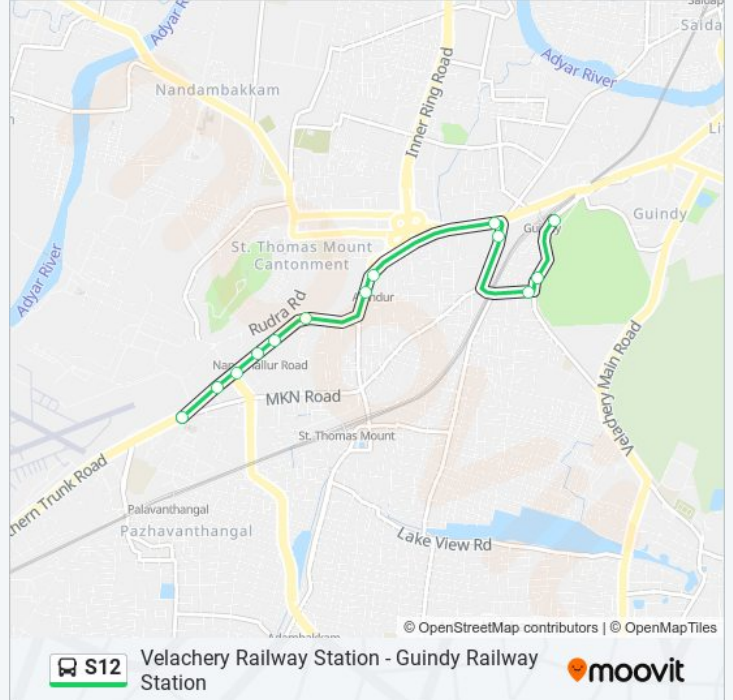 Saidap
Saida
Adyar R
Adyar River
Nandambakkam
Inner Ring Road
Li
Guindy
Guindy
St. Thomas Mount
Cantonment
Adyar River
Alandur
Rudra Rd
Nanganallur Road
MKN Road
Velachery Main Road
St. Thomas Mount
thern Trunk Road
Palavanthangal
Pazhavanthangal
Lake View Rd
© OpenStreetMap contributors | © OpenMapTiles
Adambakkam
S12
Velachery Railway Station - Guindy Railway
Station
moovit